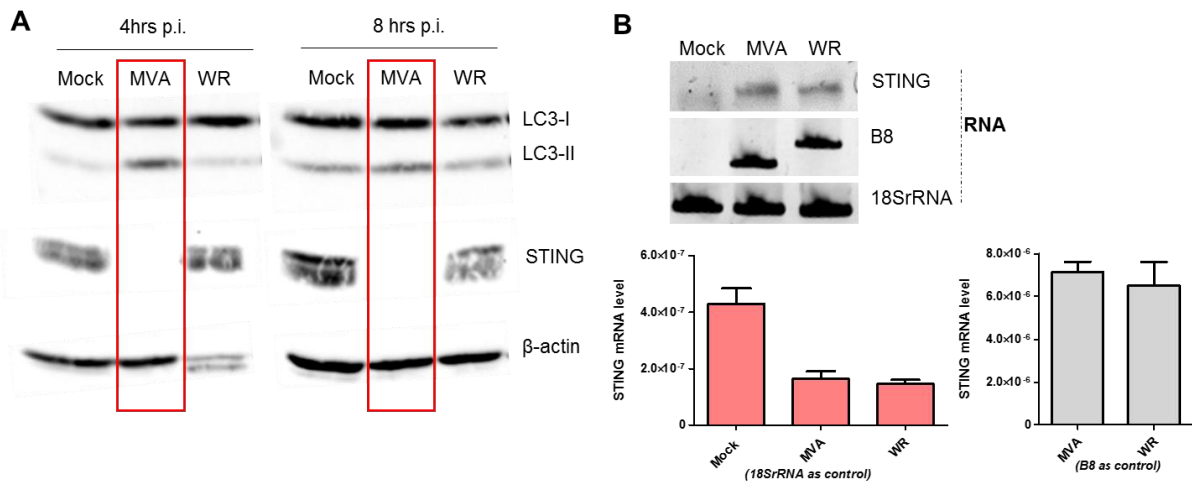 A
4hrs p.i.
8 hrs p.i.
Mock MVA WR
Mock MVA WR
LC3-I
LC3-II
STING
β-actin
B
Mock MVA WR
STING
B8
18SrRNA
RNA
STING mRNA level
6.0×10-7
4.0×10-7
2.0×10-7
0
Mock MVA WR
(18SrRNA as control)
STING mRNA level
8.0×10-6
6.0×10-6
4.0×10-6
2.0×10-6
0
MVA WR
(B8 as control)